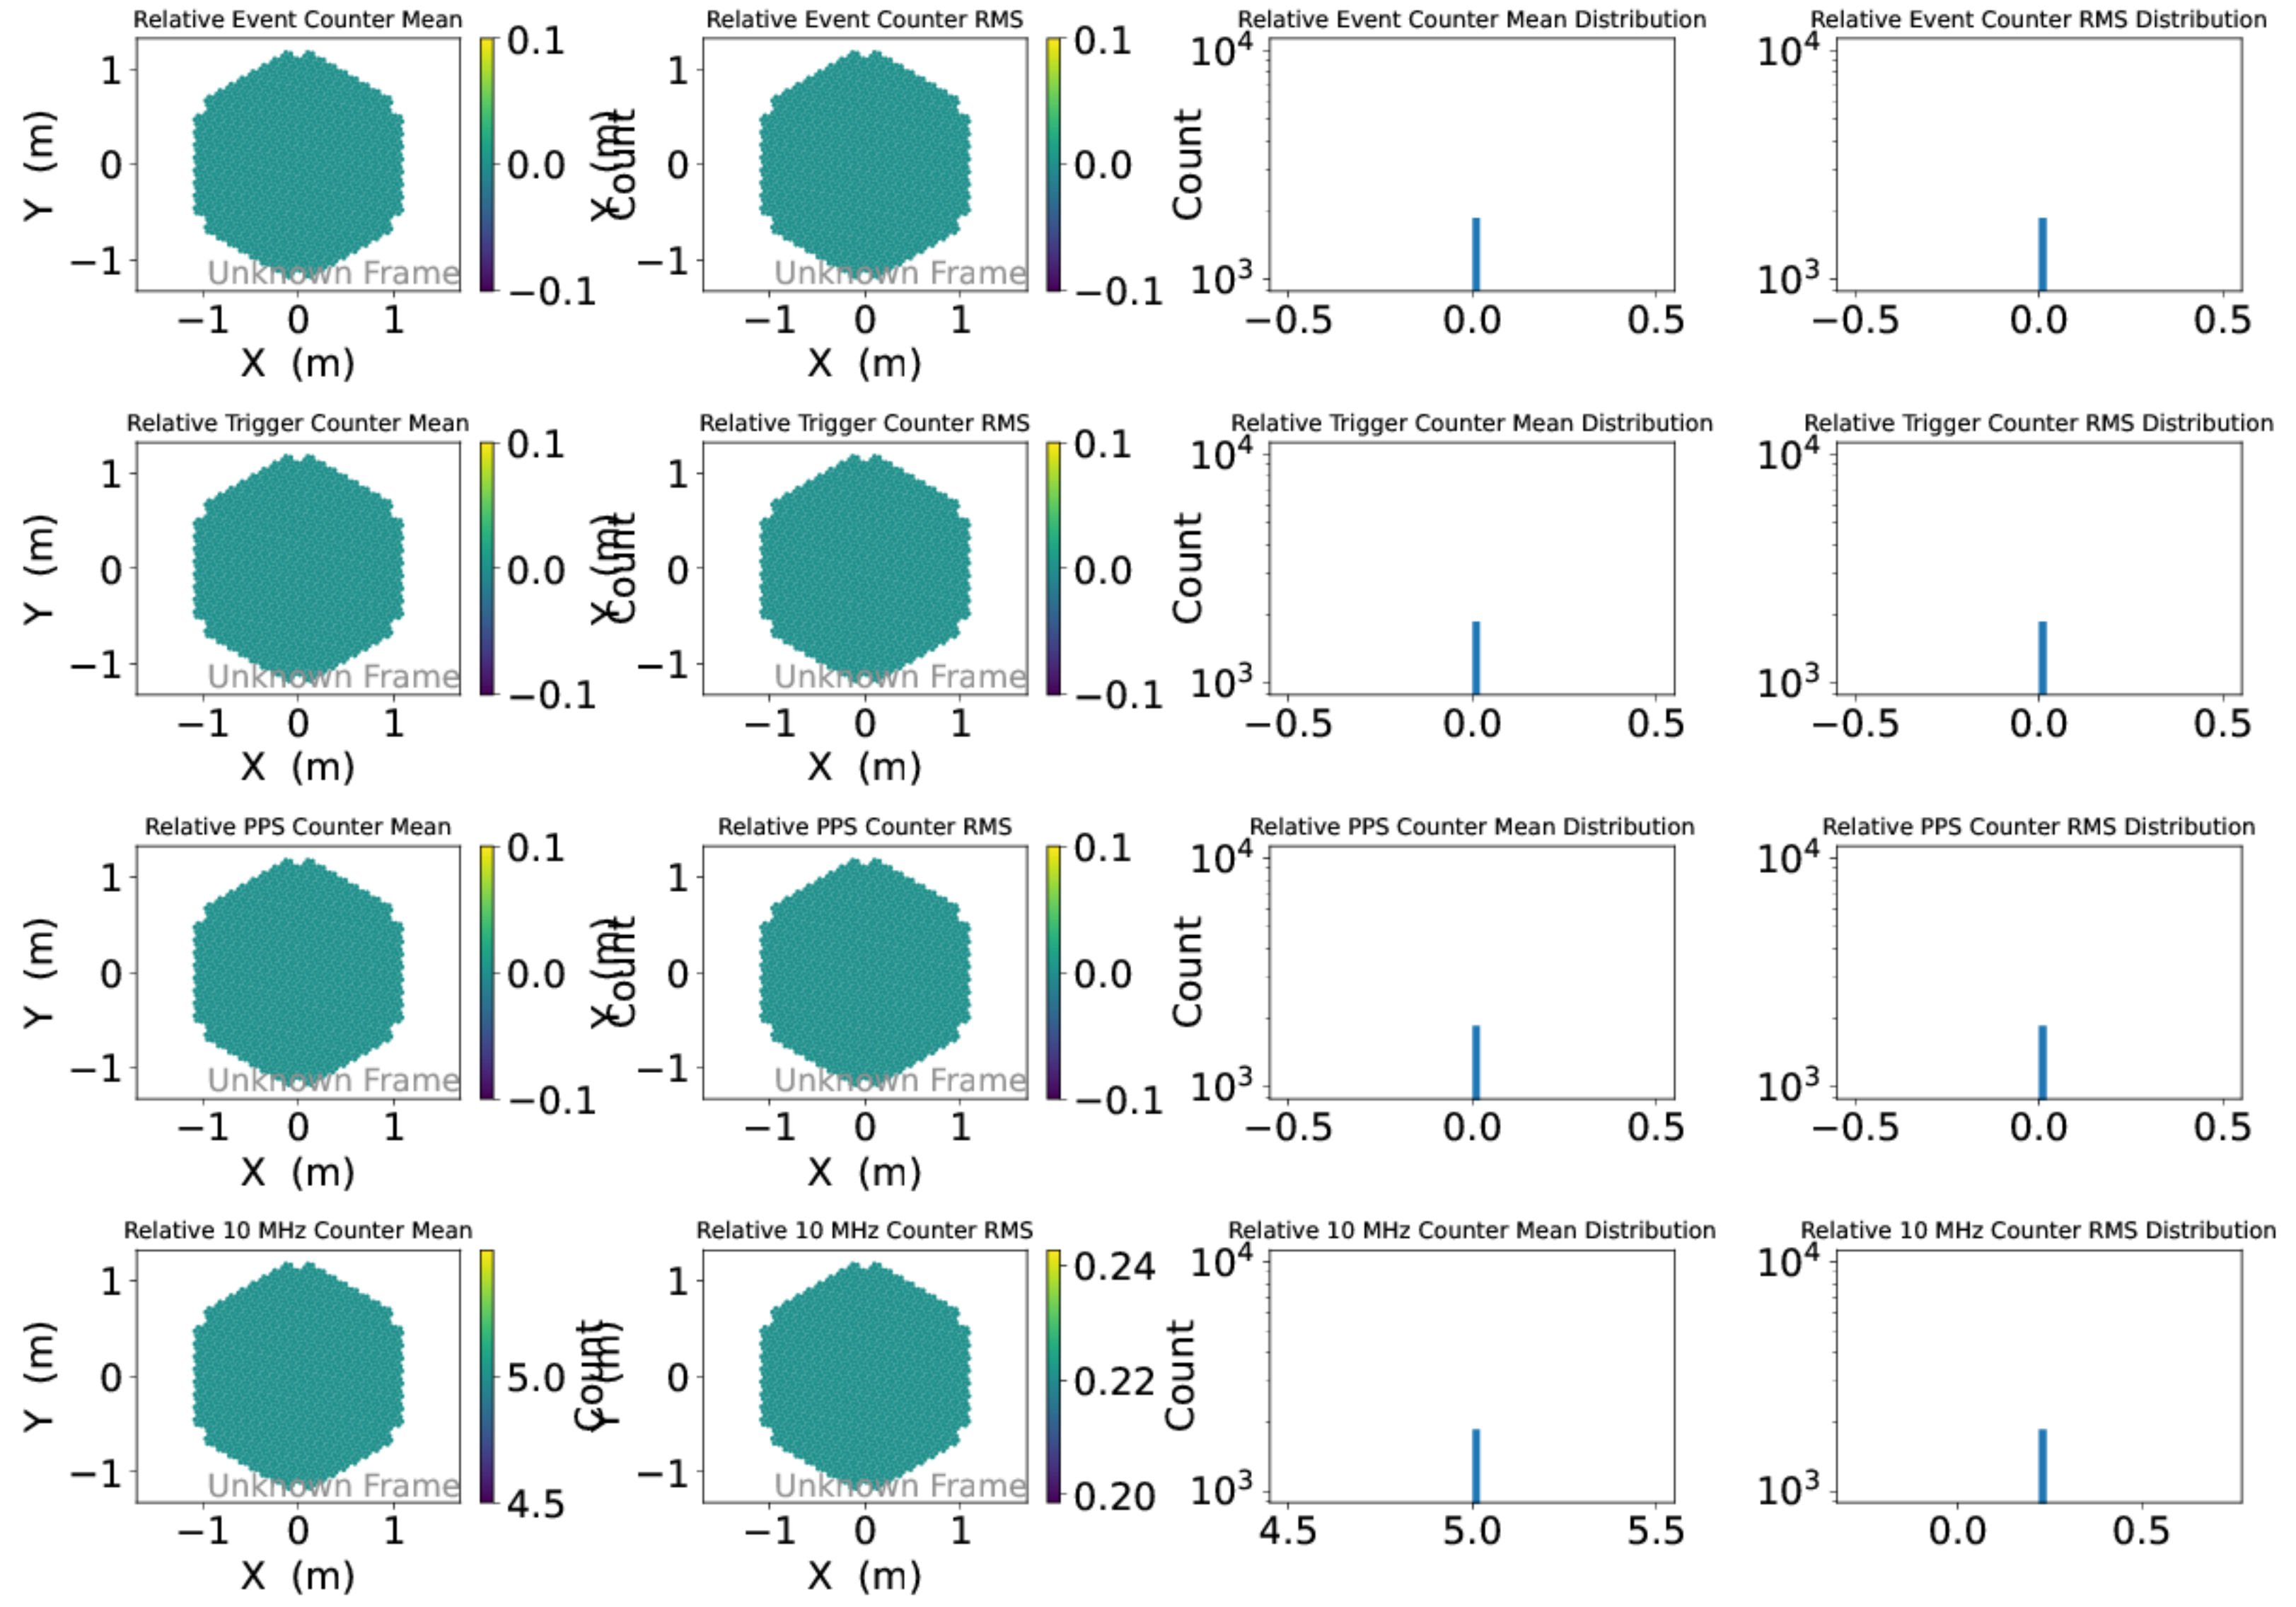 Relative Event Counter Mean
Relative Event Counter RMS
Relative Event Counter Mean Distribution
Relative Event Counter RMS Distribution
1
0
−1
Y (m)
−1 0 1
X (m)
Unknown Frame
0.1
0.0
−0.1
Count
1
0
−1
Y (m)
−1 0 1
X (m)
Unknown Frame
0.1
0.0
−0.1
Count
10⁴
10³
−0.5 0.0 0.5
10⁴
10³
−0.5 0.0 0.5
Relative Trigger Counter Mean
Relative Trigger Counter RMS
Relative Trigger Counter Mean Distribution
Relative Trigger Counter RMS Distribution
1
0
−1
Y (m)
−1 0 1
X (m)
Unknown Frame
0.1
0.0
−0.1
Count
1
0
−1
Y (m)
−1 0 1
X (m)
Unknown Frame
0.1
0.0
−0.1
Count
10⁴
10³
−0.5 0.0 0.5
10⁴
10³
−0.5 0.0 0.5
Relative PPS Counter Mean
Relative PPS Counter RMS
Relative PPS Counter Mean Distribution
Relative PPS Counter RMS Distribution
1
0
−1
Y (m)
−1 0 1
X (m)
Unknown Frame
0.1
0.0
−0.1
Count
1
0
−1
Y (m)
−1 0 1
X (m)
Unknown Frame
0.1
0.0
−0.1
Count
10⁴
10³
−0.5 0.0 0.5
10⁴
10³
−0.5 0.0 0.5
Relative 10 MHz Counter Mean
Relative 10 MHz Counter RMS
Relative 10 MHz Counter Mean Distribution
Relative 10 MHz Counter RMS Distribution
1
0
−1
Y (m)
−1 0 1
X (m)
Unknown Frame
5.0
4.5
Count
1
0
−1
Y (m)
−1 0 1
X (m)
Unknown Frame
0.24
0.22
0.20
Count
10⁴
10³
4.5 5.0 5.5
10⁴
10³
0.0 0.5